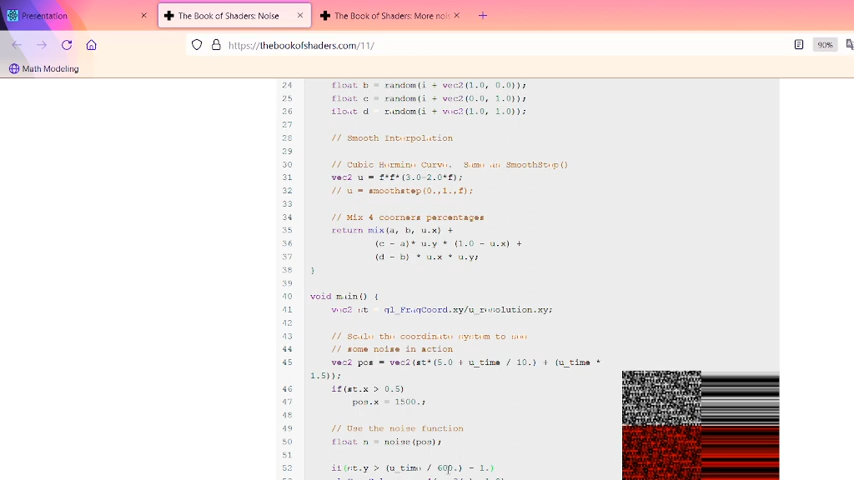 Presentation
The Book of Shaders: Noise
The Book of Shaders: More noi
https://thebookofshaders.com/11/
90%
Math Modeling
24 float b = random(i + vec2(1.0, 0.0));
25 float c = random(i + vec2(0.0, 1.0));
26 float d = random(i + vec2(1.0, 1.0));
27
28 // Smooth Interpolation
29
30 // Cubic Hermine Curve. Same as SmoothStep()
31 vec2 u = f*f*(3.0-2.0*f);
32 // u = smoothstep(0.,1.,f);
33
34 // Mix 4 coorners percentages
35 return mix(a, b, u.x) +
36 (c - a)* u.y * (1.0 - u.x) +
37 (d - b) * u.x * u.y;
38 }
39
40 void main() {
41 vec2 st = gl_FragCoord.xy/u_resolution.xy;
42
43 // Scale the coordinate system to see
44 // some noise in action
45 vec2 pos = vec2(st*(5.0 + u_time / 10.) + (u_time *
1.5));
46 if(st.x > 0.5)
47 pos.x = 1500.;
48
49 // Use the noise function
50 float n = noise(pos);
51
52 if(st.y > (u_time / 600.) - 1.)